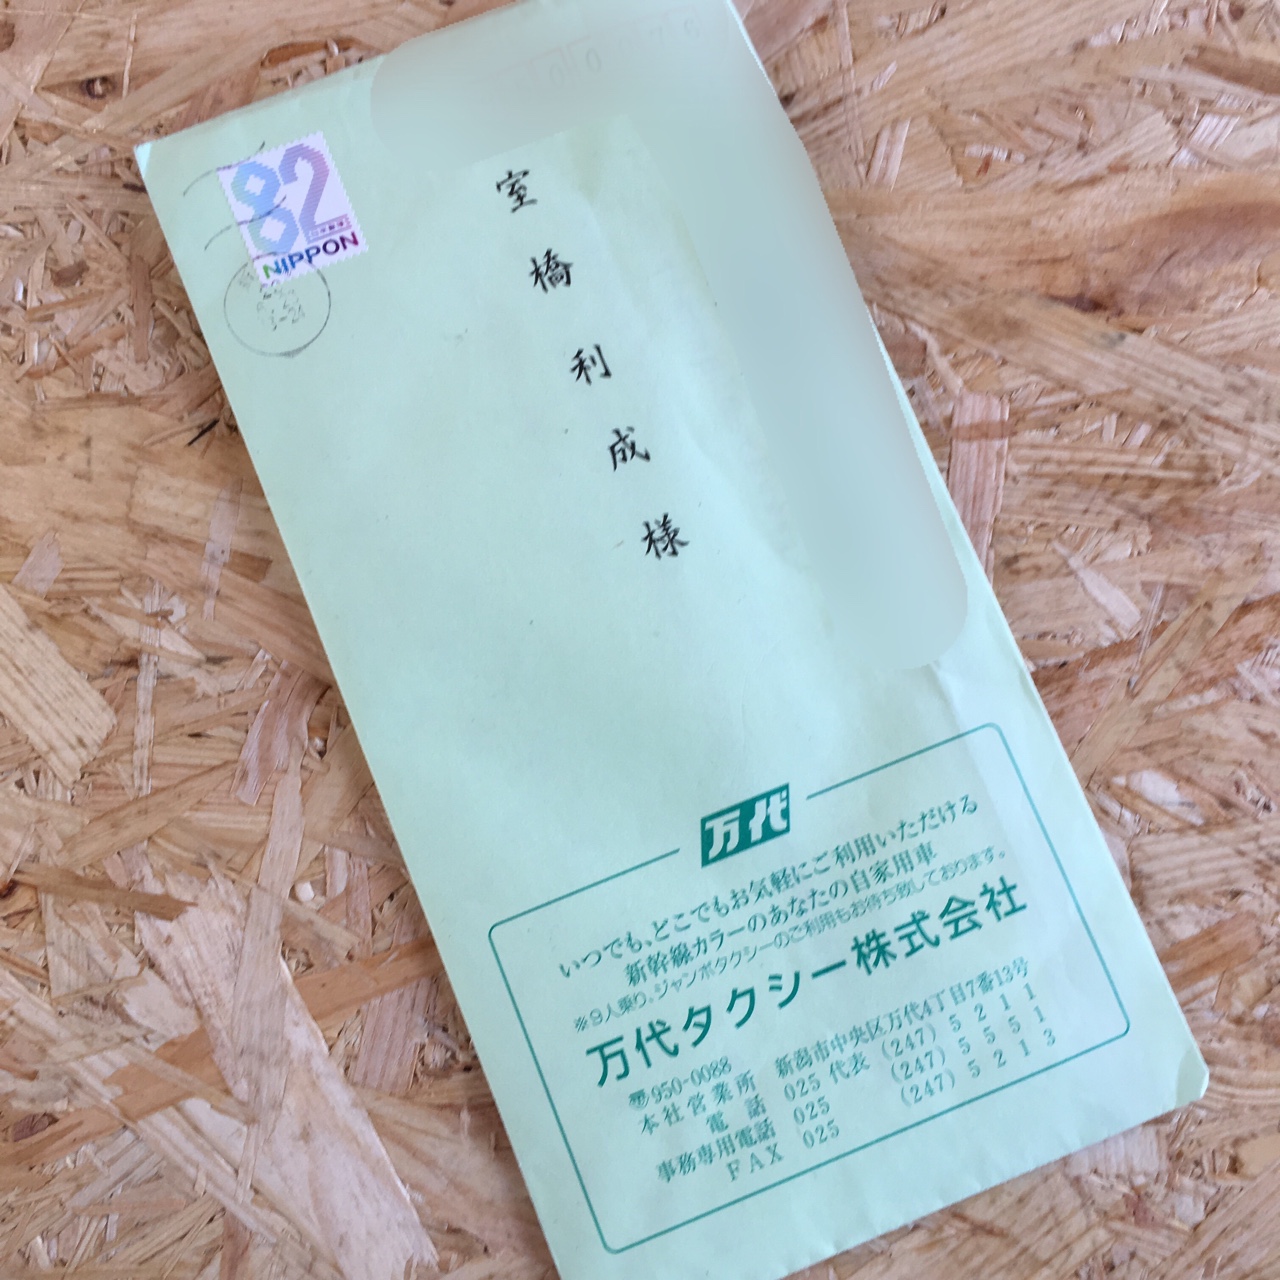 82
NIPPON
室橋利成様
万代
いつでも、どこでもお気軽にご利用いただける
新幹線カラーのあなたの自家用車
※9人乗り、ジャンボタクシーのご利用もお待ち致しております。
万代タクシー株式会社
〠950-0088 新潟市中央区万代4丁目7番13号
本社営業所
電話 025 代表 (247) 5211
事務専用電話 025 (247) 5551
FAX 025 (247) 5213